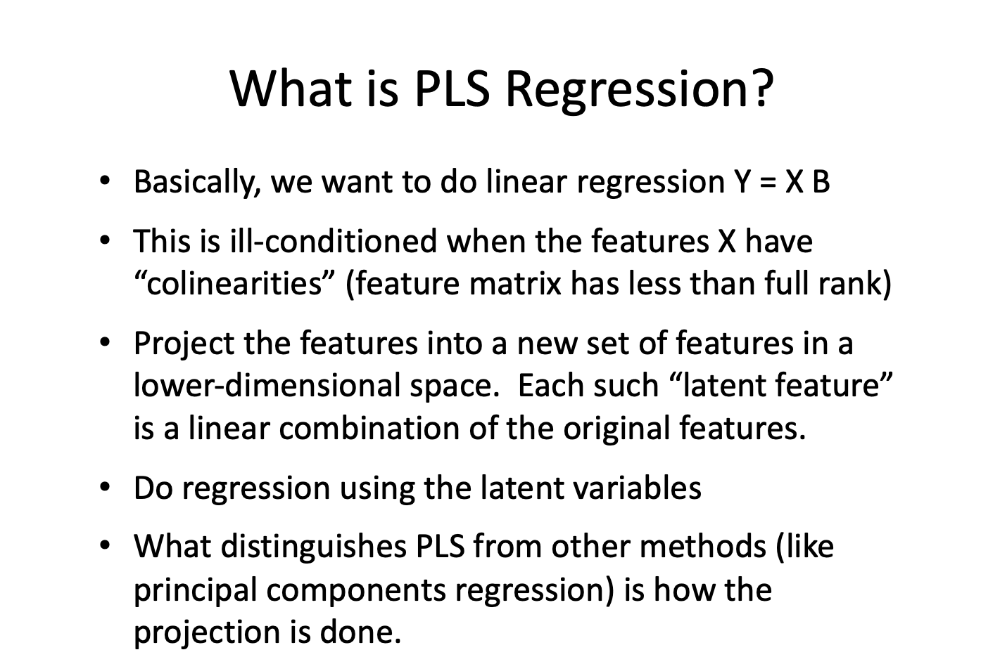 What is PLS Regression?
• Basically, we want to do linear regression Y = X B
• This is ill-conditioned when the features X have
“colinearities” (feature matrix has less than full rank)
• Project the features into a new set of features in a
lower-dimensional space.  Each such “latent feature”
is a linear combination of the original features.
• Do regression using the latent variables
• What distinguishes PLS from other methods (like
principal components regression) is how the
projection is done.